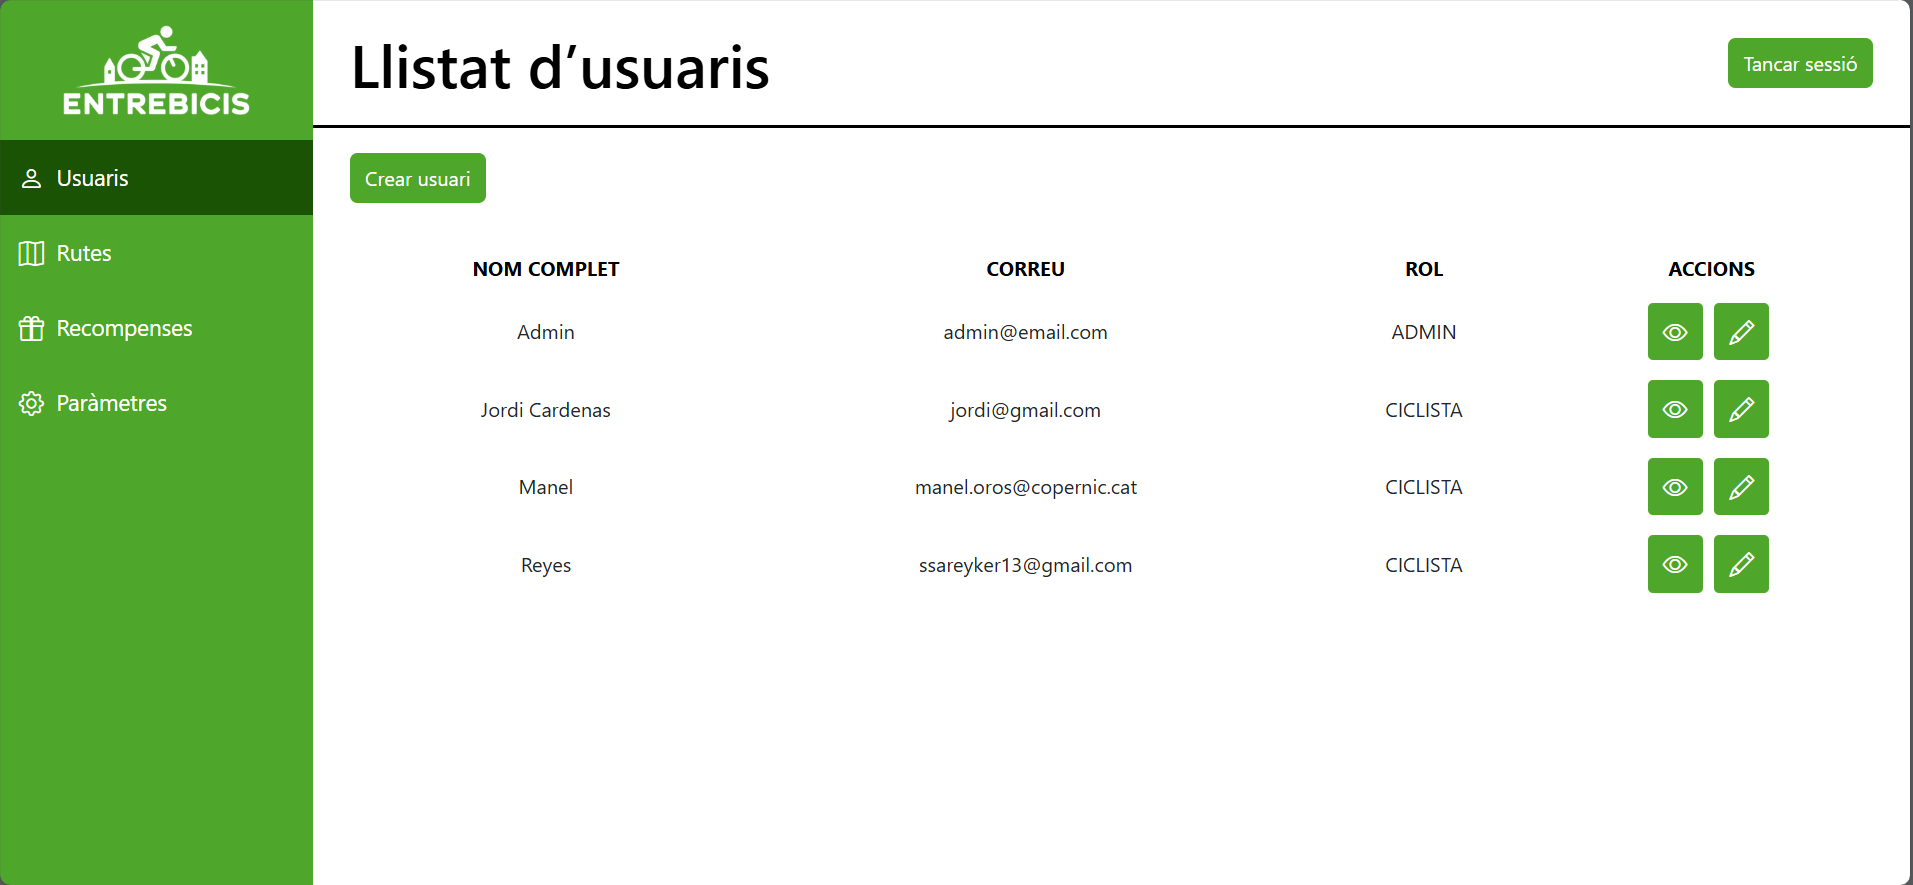 ENTREBICIS
Usuaris
Rutes
Recompenses
Paràmetres
Llistat d’usuaris
Tancar sessió
Crear usuari
NOM COMPLET CORREU ROL ACCIONS
Admin admin@email.com ADMIN
Jordi Cardenas jordi@gmail.com CICLISTA
Manel manel.oros@copernic.cat CICLISTA
Reyes ssareyker13@gmail.com CICLISTA